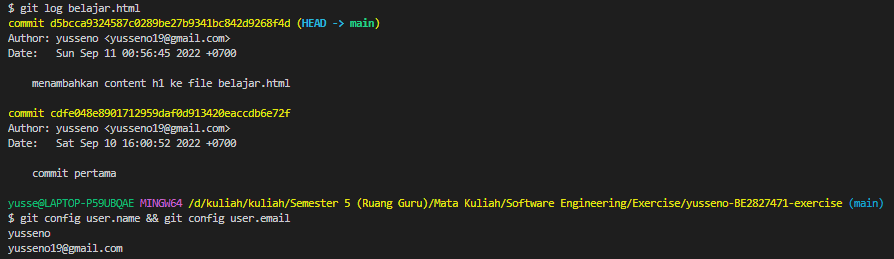 $ git log belajar.html
commit d5bcca9324587c0289be27b9341bc842d9268f4d (HEAD -> main)
Author: yusseno <yusseno19@gmail.com>
Date:   Sun Sep 11 00:56:45 2022 +0700
menambahkan content h1 ke file belajar.html
commit cdfe048e8901712959daf0d913420eaccdb6e72f
Author: yusseno <yusseno19@gmail.com>
Date:   Sat Sep 10 16:00:52 2022 +0700
commit pertama
yusse@LAPTOP-P59UBQAE MINGW64 /d/kuliah/kuliah/Semester 5 (Ruang Guru)/Mata Kuliah/Software Engineering/Exercise/yusseno-BE2827471-exercise (main)
$ git config user.name && git config user.email
yusseno
yusseno19@gmail.com